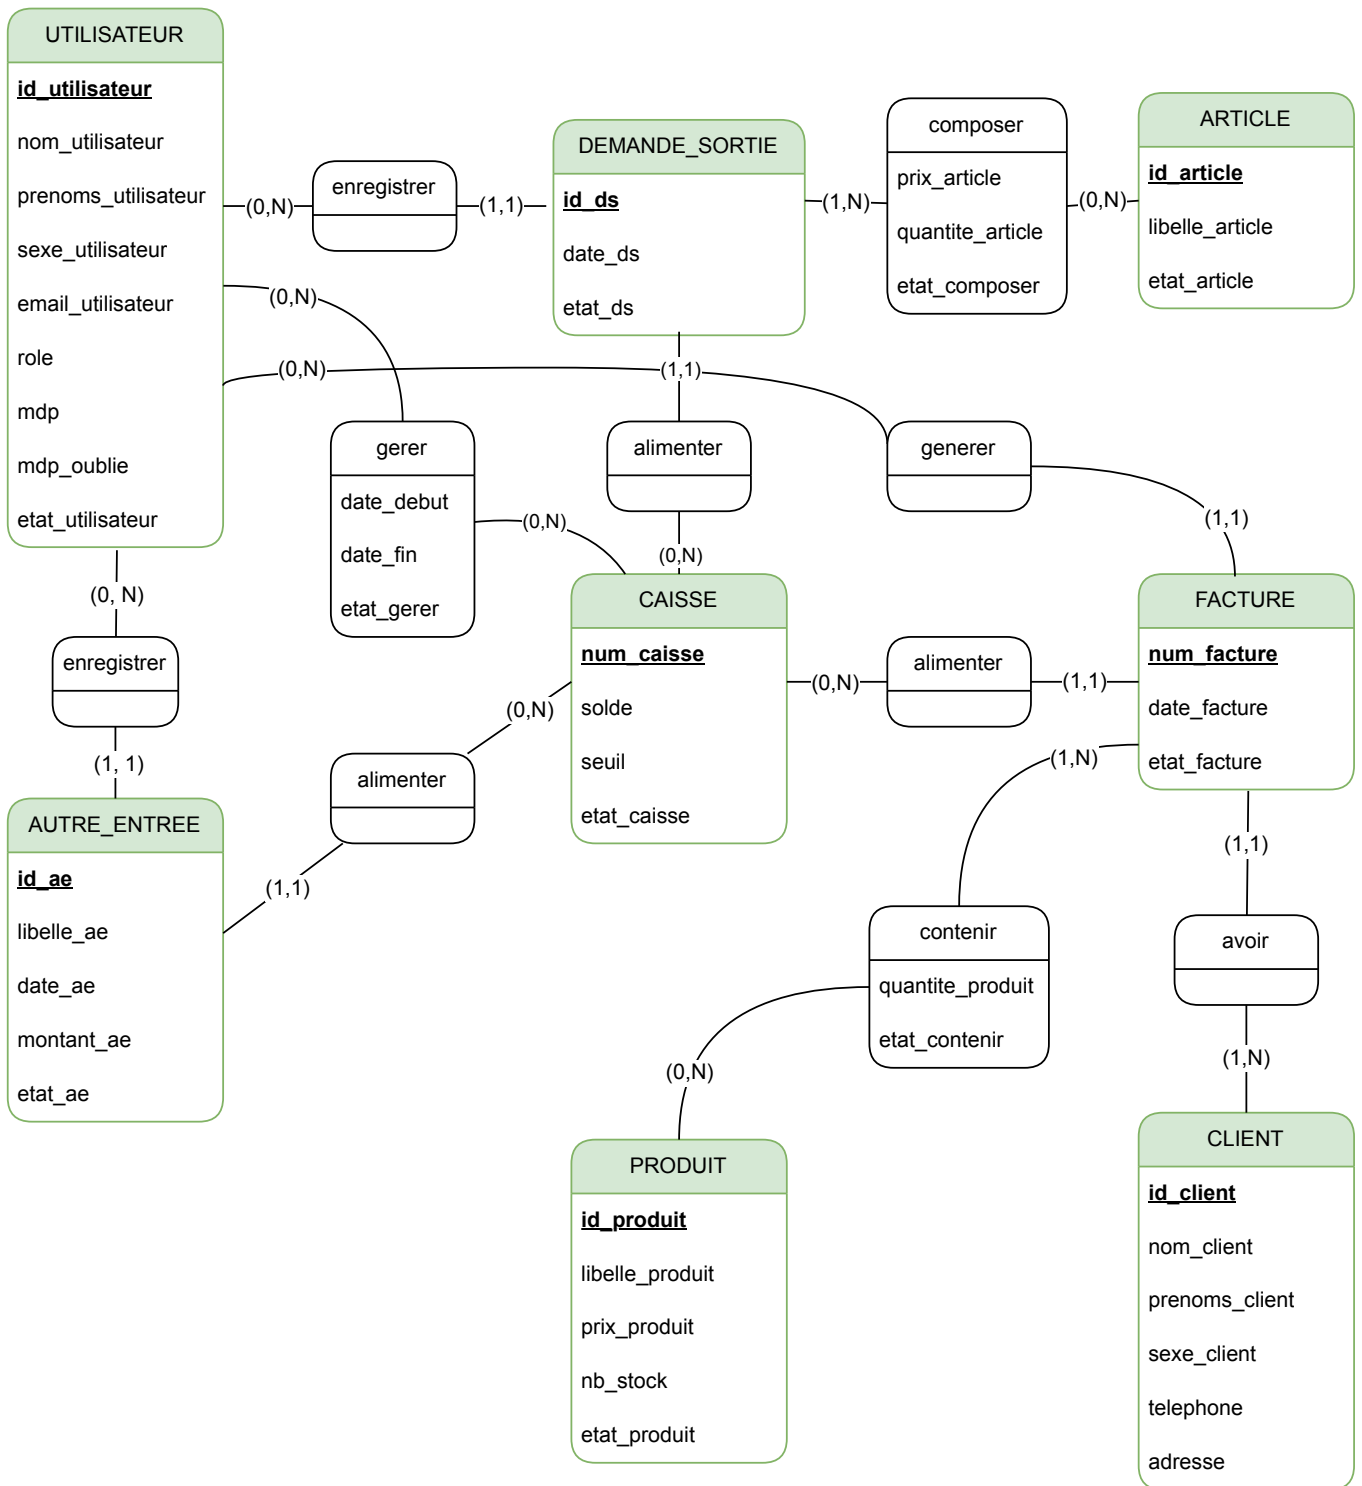 UTILISATEUR
id_utilisateur
nom_utilisateur
prenoms_utilisateur
sexe_utilisateur
email_utilisateur
role
mdp
mdp_oublie
etat_utilisateur
(0,N)
enregistrer
(1,1)
DEMANDE_SORTIE
id_ds
date_ds
etat_ds
(1,N)
composer
prix_article
quantite_article
etat_composer
(0,N)
ARTICLE
id_article
libelle_article
etat_article
(0,N)
(0,N)
(1,1)
gerer
date_debut
date_fin
etat_gerer
(0,N)
alimenter
(0,N)
generer
(1,1)
(0, N)
enregistrer
(1, 1)
CAISSE
num_caisse
solde
seuil
etat_caisse
(0,N)
alimenter
(1,1)
FACTURE
num_facture
date_facture
etat_facture
(0,N)
alimenter
(1,1)
AUTRE_ENTREE
id_ae
libelle_ae
date_ae
montant_ae
etat_ae
(1,N)
contenir
quantite_produit
etat_contenir
(0,N)
(1,1)
avoir
(1,N)
PRODUIT
id_produit
libelle_produit
prix_produit
nb_stock
etat_produit
CLIENT
id_client
nom_client
prenoms_client
sexe_client
telephone
adresse